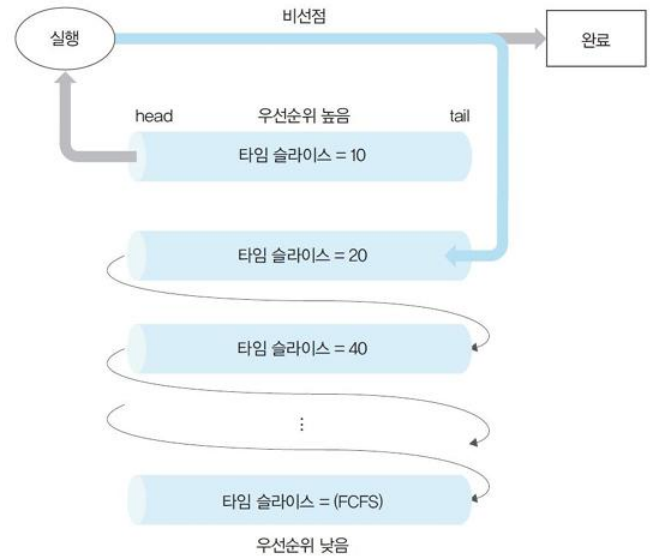 비선점
실행
완료
head
우선순위 높음
tail
타임 슬라이스 = 10
타임 슬라이스 = 20
타임 슬라이스 = 40
⋮
타임 슬라이스 = (FCFS)
우선순위 낮음